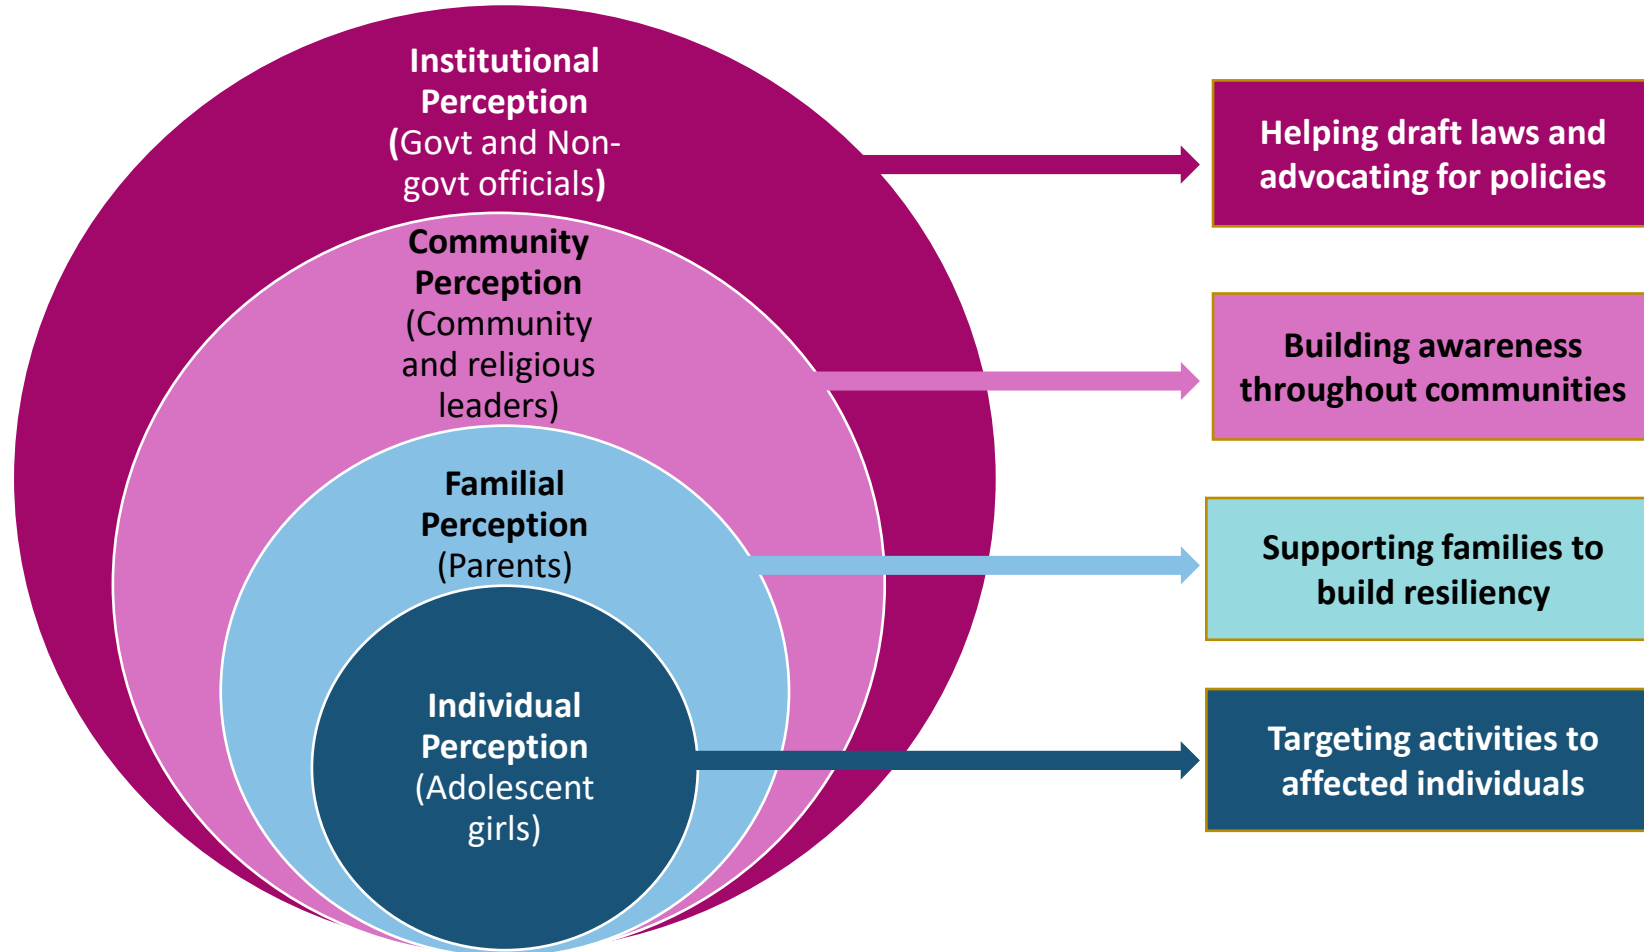 Institutional
Perception
(Govt and Non-
govt officials)
Helping draft laws and
advocating for policies
Community
Perception
(Community
and religious
leaders)
Building awareness
throughout communities
Familial
Perception
(Parents)
Supporting families to
build resiliency
Individual
Perception
(Adolescent
girls)
Targeting activities to
affected individuals